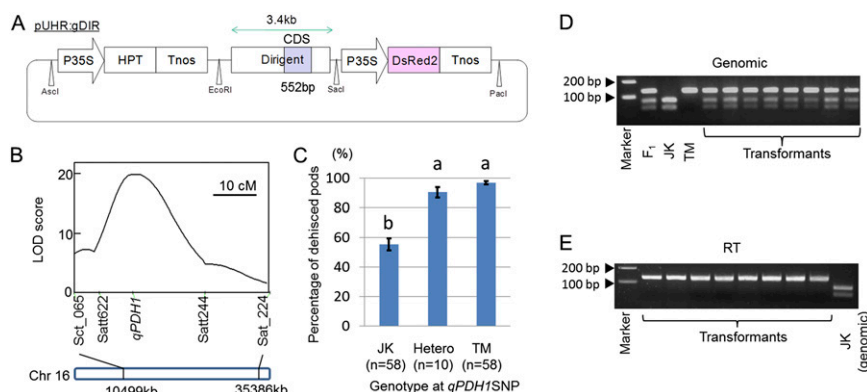 A
pUHR:gDIR
3.4kb
CDS
P35S HPT Tnos Dirigent P35S DsRed2 Tnos
AscI EcoRI 552bp SacI PacI
B
20
10
0
LOD score
10 cM
Sct_065 Satt622 qPDH1 Satt244 Sat_224
Chr 16
10499kb 35386kb
C
(%)
100
80
60
40
20
0
Percentage of dehisced pods
b a a
JK Hetero TM
(n=58) (n=10) (n=58)
Genotype at qPDH1SNP
D
Genomic
200 bp
100 bp
Marker F1 JK TM Transformants
E
RT
200 bp
100 bp
Marker Transformants JK (genomic)